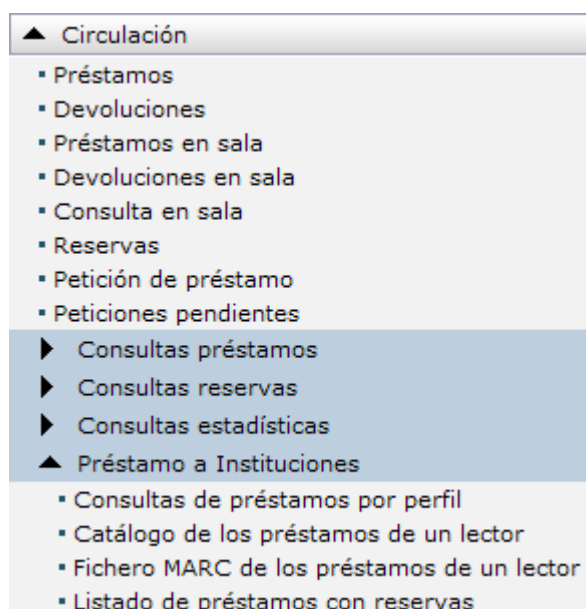 Circulación
Préstamos
Devoluciones
Préstamos en sala
Devoluciones en sala
Consulta en sala
Reservas
Petición de préstamo
Peticiones pendientes
Consultas préstamos
Consultas reservas
Consultas estadísticas
Préstamo a Instituciones
Consultas de préstamos por perfil
Catálogo de los préstamos de un lector
Fichero MARC de los préstamos de un lector
Listado de préstamos con reservas